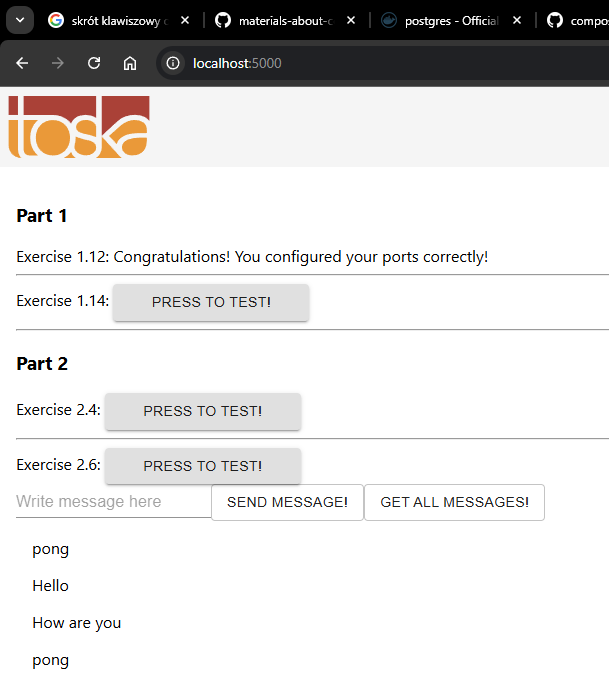 skrót klawiszowy
materials-about-c
postgres - Official
compos
localhost:5000
toska
Part 1
Exercise 1.12: Congratulations! You configured your ports correctly!
Exercise 1.14: PRESS TO TEST!
Part 2
Exercise 2.4: PRESS TO TEST!
Exercise 2.6: PRESS TO TEST!
Write message here SEND MESSAGE! GET ALL MESSAGES!
pong
Hello
How are you
pong